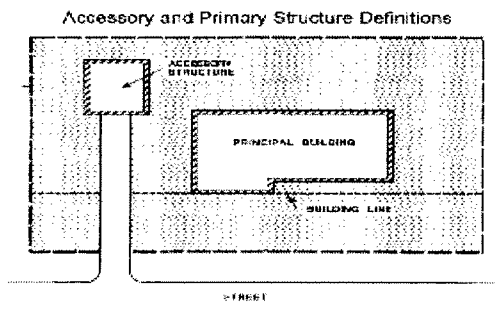 Accessory and Primary Structure Definitions
ACCESSORY
STRUCTURE
PRINCIPAL BUILDING
BUILDING LINE
STREET